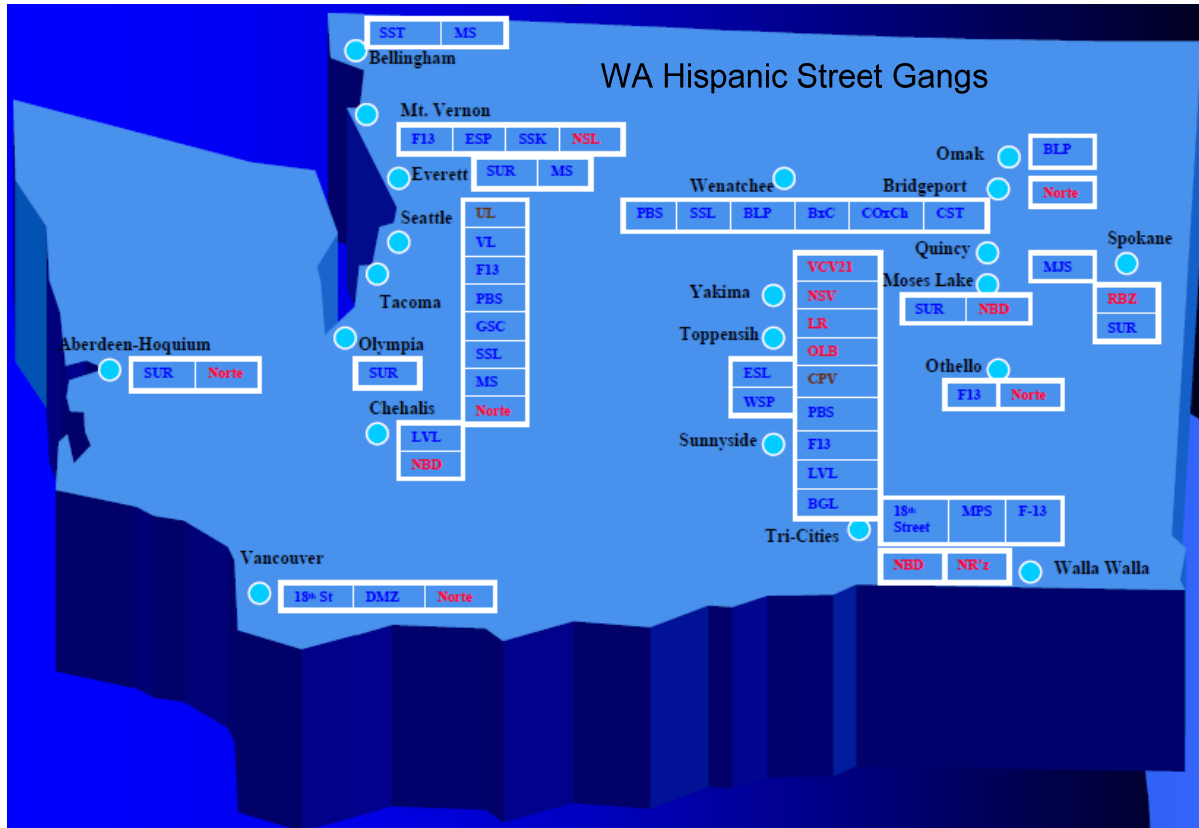 WA Hispanic Street Gangs
SST MS
Bellingham
Mt. Vernon
F13 ESP SSK NSL
Everett
SUR MS
Seattle
Tacoma
UL
VL
F13
PBS
GSC
SSL
MS
Norte
Aberdeen-Hoquium
SUR Norte
Olympia
SUR
Chehalis
LVL
NBD
Vancouver
18th St DMZ Norte
Wenatchee
PBS SSL BLP BxC COxCh CST
Omak
BLP
Bridgeport
Norte
Quincy
MJS
Moses Lake
SUR NBD
Spokane
RBZ
SUR
Othello
F13 Norte
Yakima
Toppensih
ESL
WSP
Sunnyside
VCV21
NSV
LR
OLB
CPV
PBS
F13
LVL
BGL
Tri-Cities
18th Street MPS F-13
NBD NR'z
Walla Walla